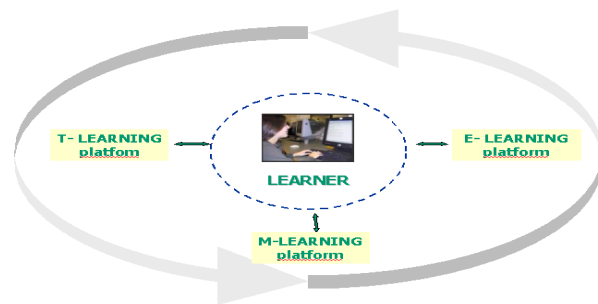 T- LEARNING
platfom
LEARNER
E- LEARNING
platform
M-LEARNING
platform